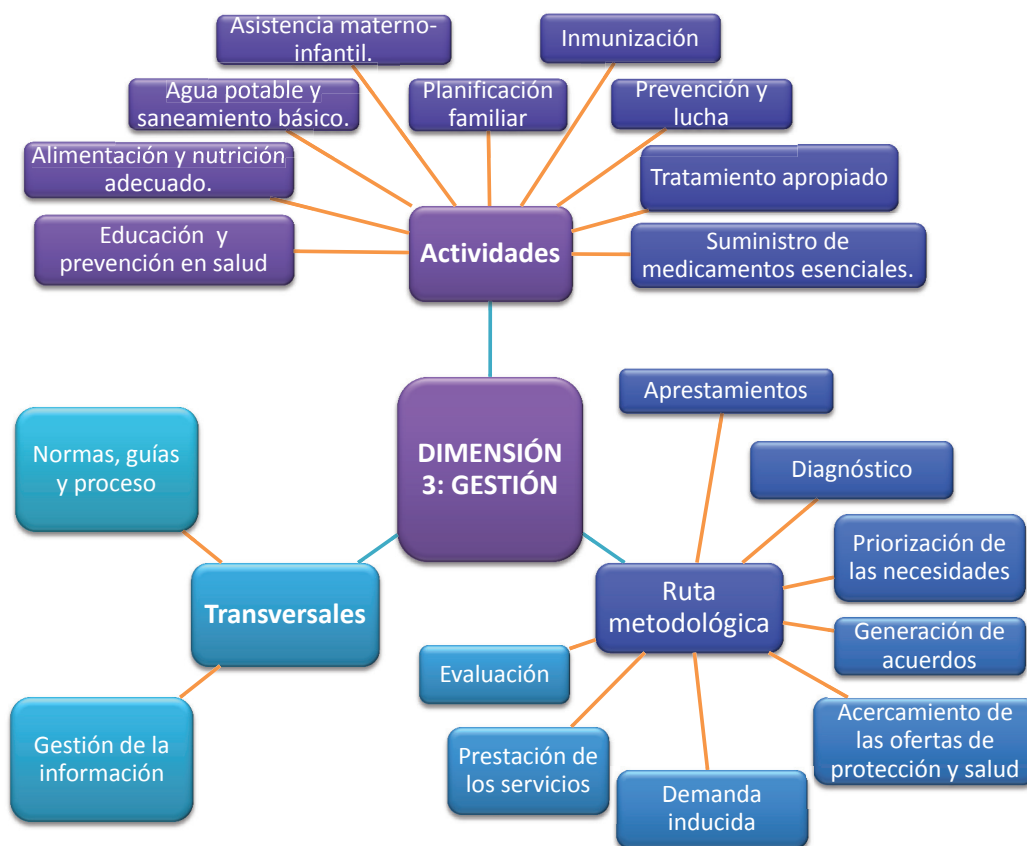 Asistencia materno-
infantil.
Inmunización
Agua potable y
saneamiento básico.
Planificación
familiar
Prevención y
lucha
Alimentación y nutrición
adecuado.
Tratamiento apropiado
Educación y
prevención en salud
Actividades
Suministro de
medicamentos esenciales.
DIMENSIÓN
3: GESTIÓN
Aprestamientos
Diagnóstico
Priorización de
las necesidades
Ruta
metodológica
Generación de
acuerdos
Acercamiento de
las ofertas de
protección y salud
Demanda
inducida
Prestación de
los servicios
Evaluación
Normas, guías
y proceso
Transversales
Gestión de la
información